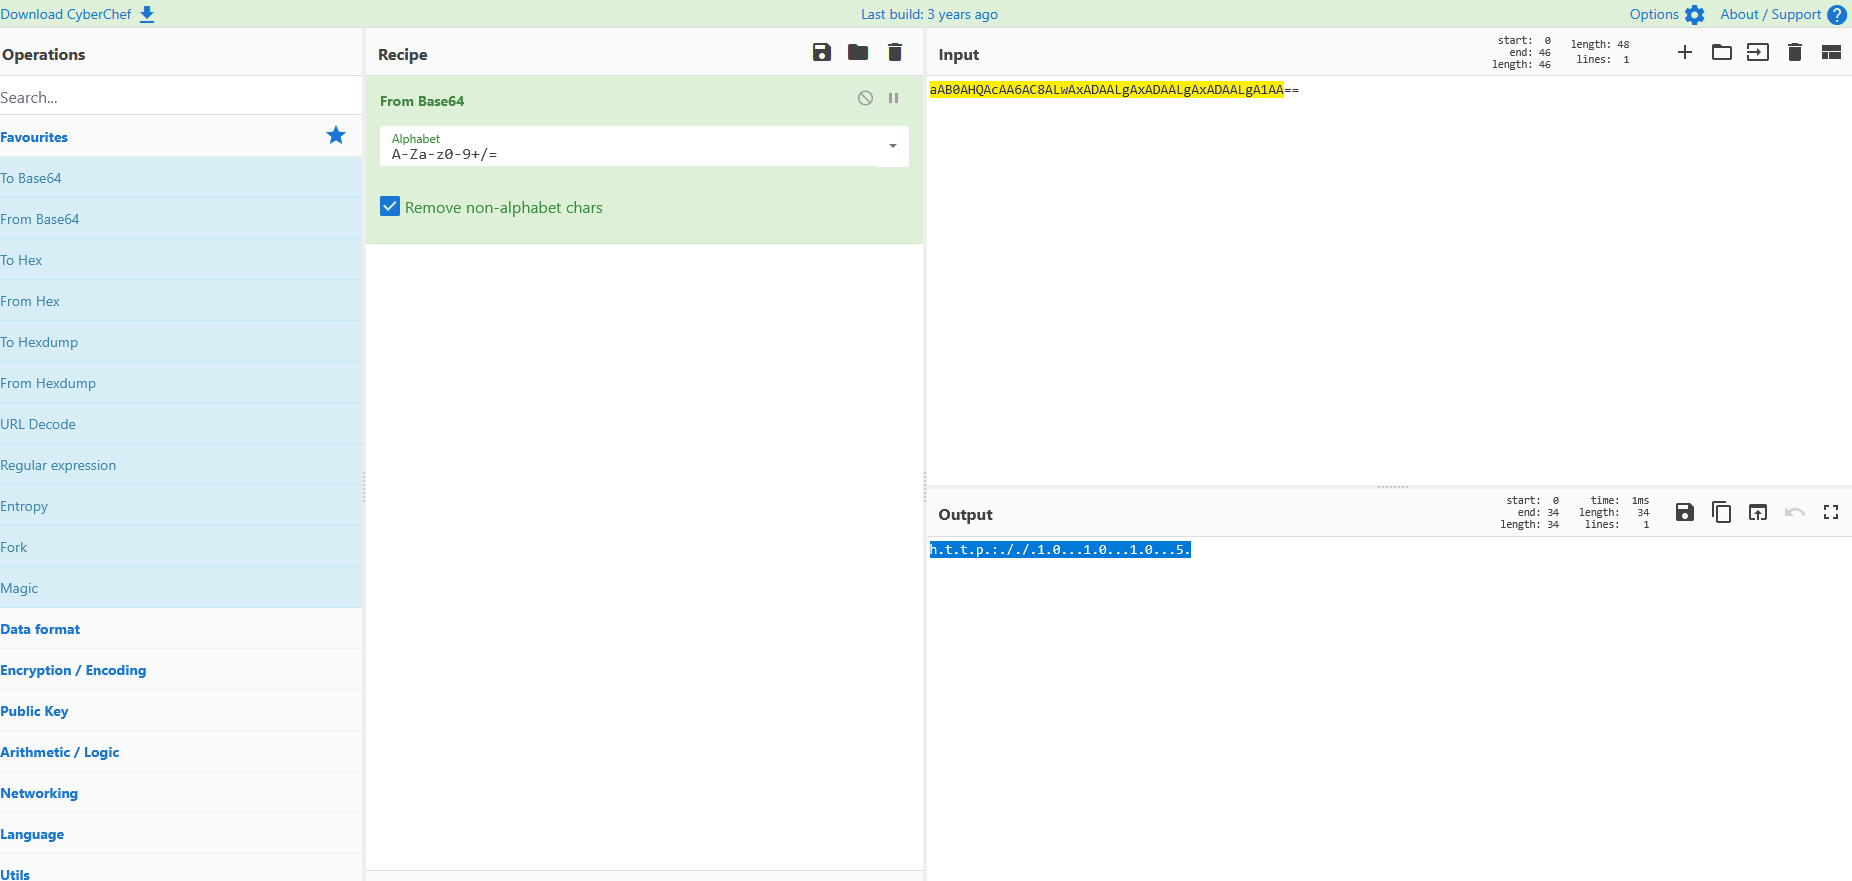 Download CyberChef
Last build: 3 years ago
Options
About / Support
Operations
Search...
Favourites
To Base64
From Base64
To Hex
From Hex
To Hexdump
From Hexdump
URL Decode
Regular expression
Entropy
Fork
Magic
Data format
Encryption / Encoding
Public Key
Arithmetic / Logic
Networking
Language
Utils
Recipe
From Base64
Alphabet
A-Za-z0-9+/=
Remove non-alphabet chars
Input
start: 0
end: 46
length: 46
length: 48
lines: 1
aAB0AHQAcAA6AC8ALwAxADAALgAxADAALgAxADAALgA1AA==
Output
start: 0
end: 34
length: 34
time: 1ms
length: 34
lines: 1
h.t.t.p.:././.1.0...1.0...1.0...5.